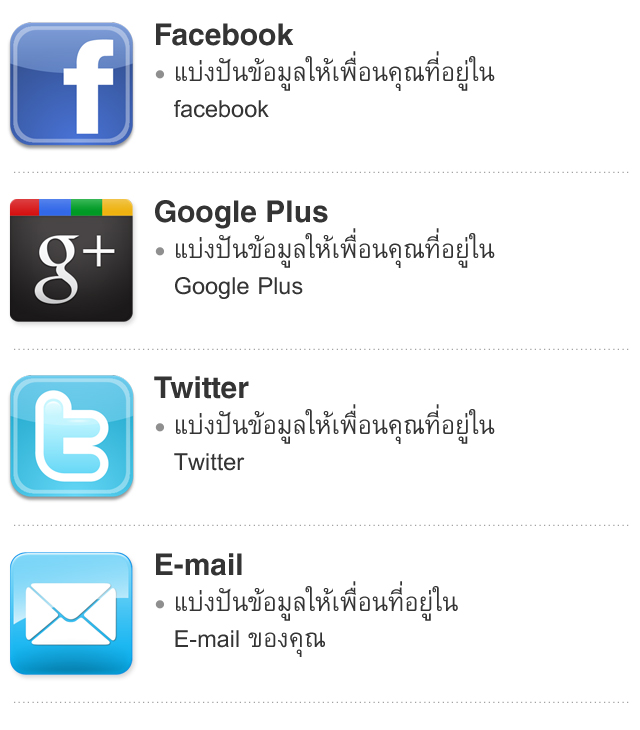 Facebook
• แบ่งปันข้อมูลให้เพื่อนคุณที่อยู่ใน
facebook
Google Plus
• แบ่งปันข้อมูลให้เพื่อนคุณที่อยู่ใน
Google Plus
Twitter
• แบ่งปันข้อมูลให้เพื่อนคุณที่อยู่ใน
Twitter
E-mail
• แบ่งปันข้อมูลให้เพื่อนที่อยู่ใน
E-mail ของคุณ